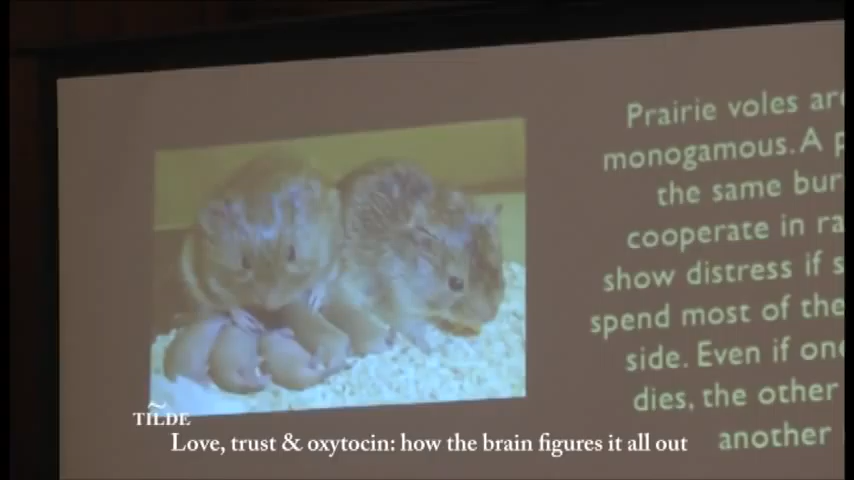 Prairie voles are
monogamous. A p
the same bur
cooperate in ra
show distress if s
spend most of the
side. Even if one
dies, the other
another
TILDE
Love, trust & oxytocin: how the brain figures it all out